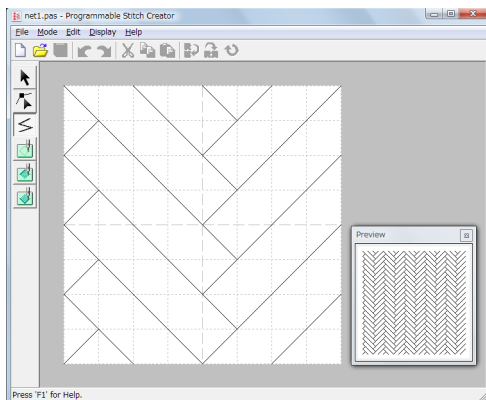 net1.pas - Programmable Stitch Creator
File Mode Edit Display Help
Preview
Press 'F1' for Help.